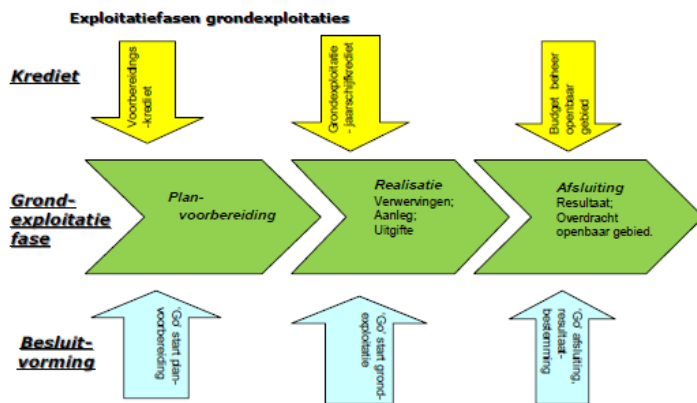 Exploitatiefasen grondexploitaties
Krediet
Voorbereidings
-krediet
Grondexploitatie
- jaarschijfkrediet
Budget beheer
openbaar
gebied
Grond-
exploitatie
fase
Plan-
voorbereiding
Realisatie
Verwervingen;
Aanleg;
Uitgifte
Afsluiting
Resultaat;
Overdracht
openbaar gebied.
Besluit-
vorming
'Go' start plan-
voorbereiding
'Go' start grond-
exploitatie
'Go' afsluiting,
resultaat-
bestemming